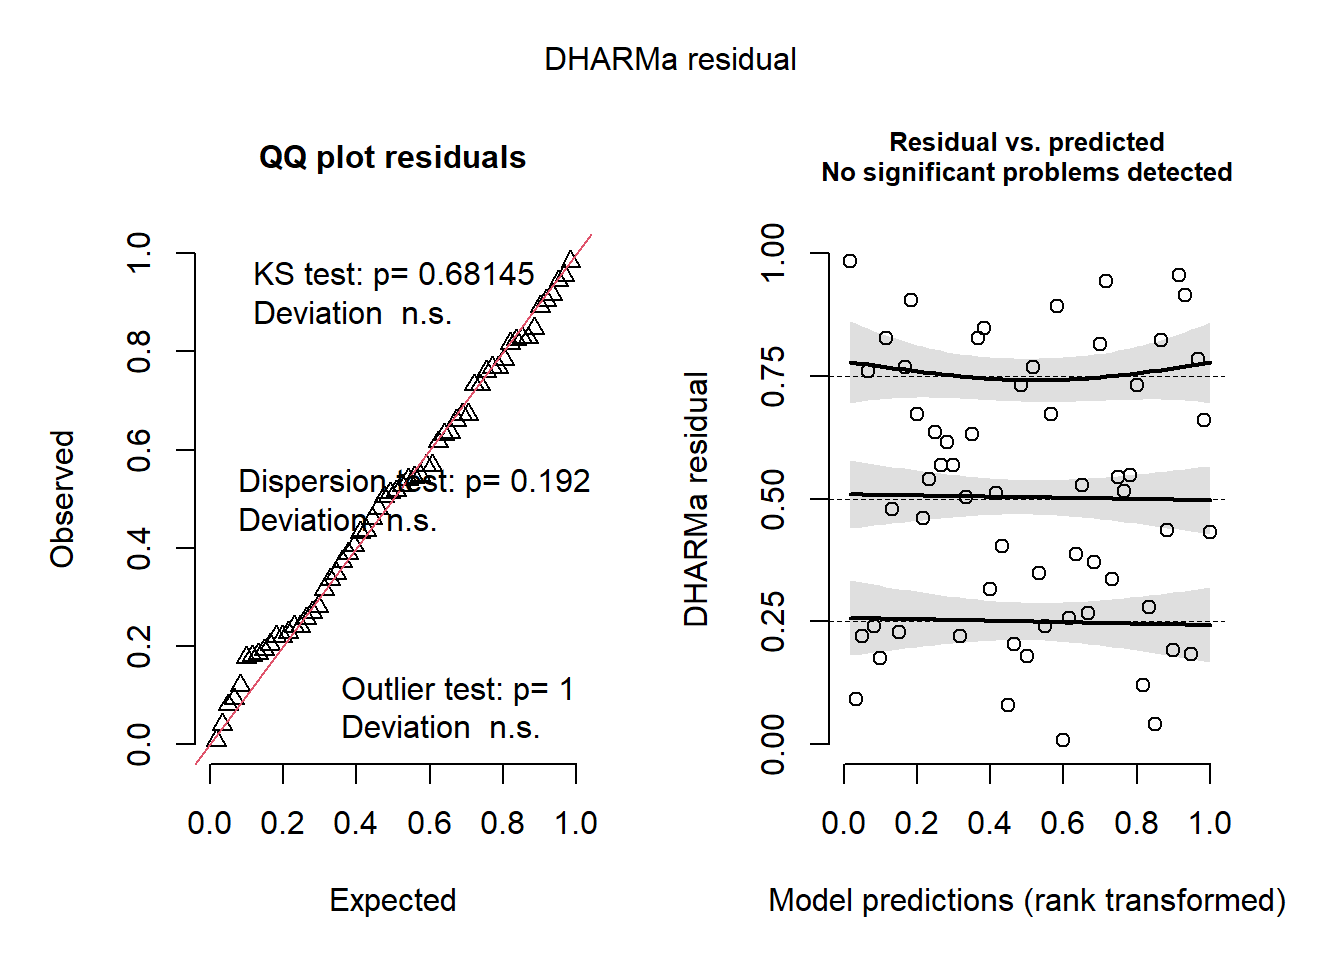 DHARMa residual
QQ plot residuals
KS test: p= 0.68145
Deviation  n.s.
Dispersion test: p= 0.192
Deviation  n.s.
Outlier test: p= 1
Deviation  n.s.
Observed
0.0 0.2 0.4 0.6 0.8 1.0
0.0 0.2 0.4 0.6 0.8 1.0
Expected
Residual vs. predicted
No significant problems detected
DHARMa residual
0.00 0.25 0.50 0.75 1.00
0.0 0.2 0.4 0.6 0.8 1.0
Model predictions (rank transformed)